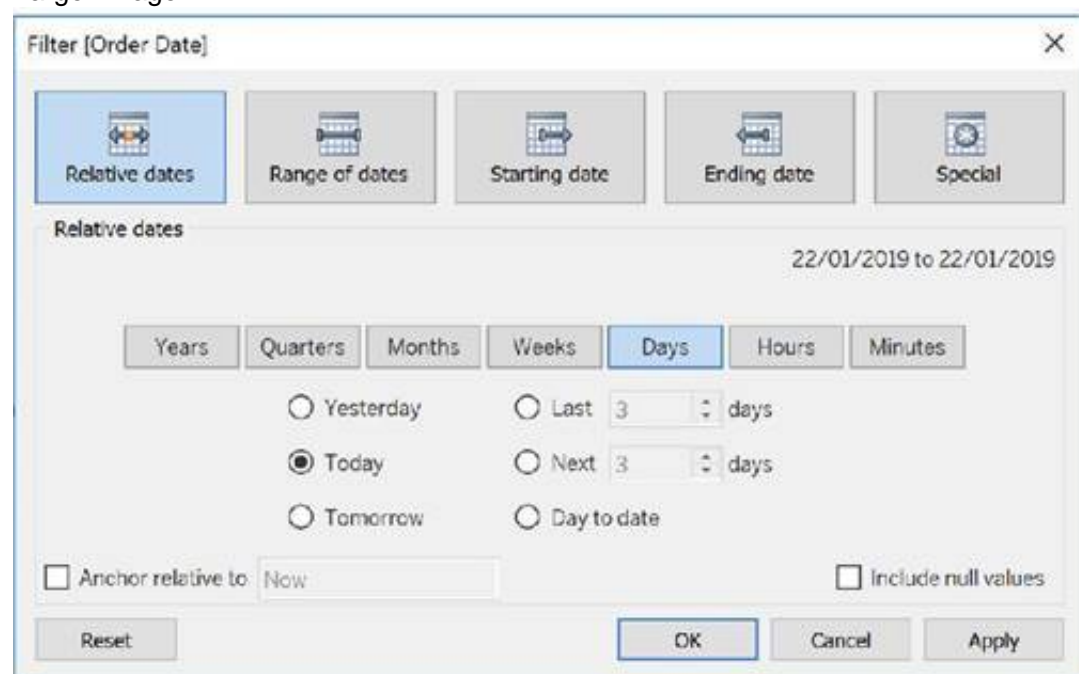 Filter [Order Date]
Relative dates Range of dates Starting date Ending date Special
Relative dates
22/01/2019 to 22/01/2019
Years Quarters Months Weeks Days Hours Minutes
Yesterday Last 3 days
Today Next 3 days
Tomorrow Day to date
Anchor relative to Now Include null values
Reset OK Cancel Apply